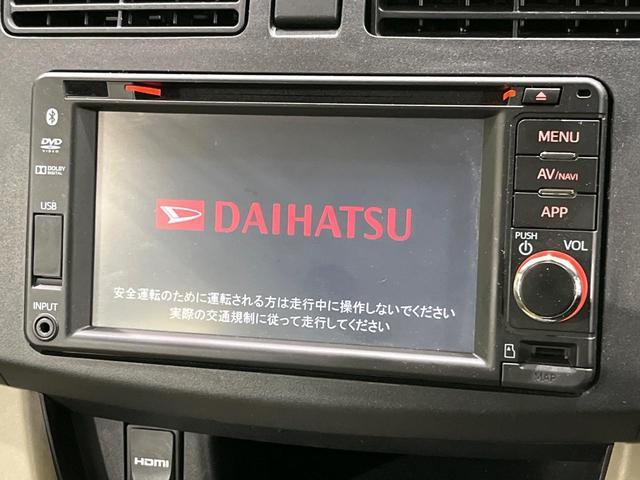 MENU
DVD
VIDEO
DOLBY
DIGITAL
AV/NAVI
USB
APP
DAIHATSU
PUSH
VOL
安全運転のために運転される方は走行中に操作しないでください
実際の交通規制に従って走行してください
INPUT
MAP
HDMI